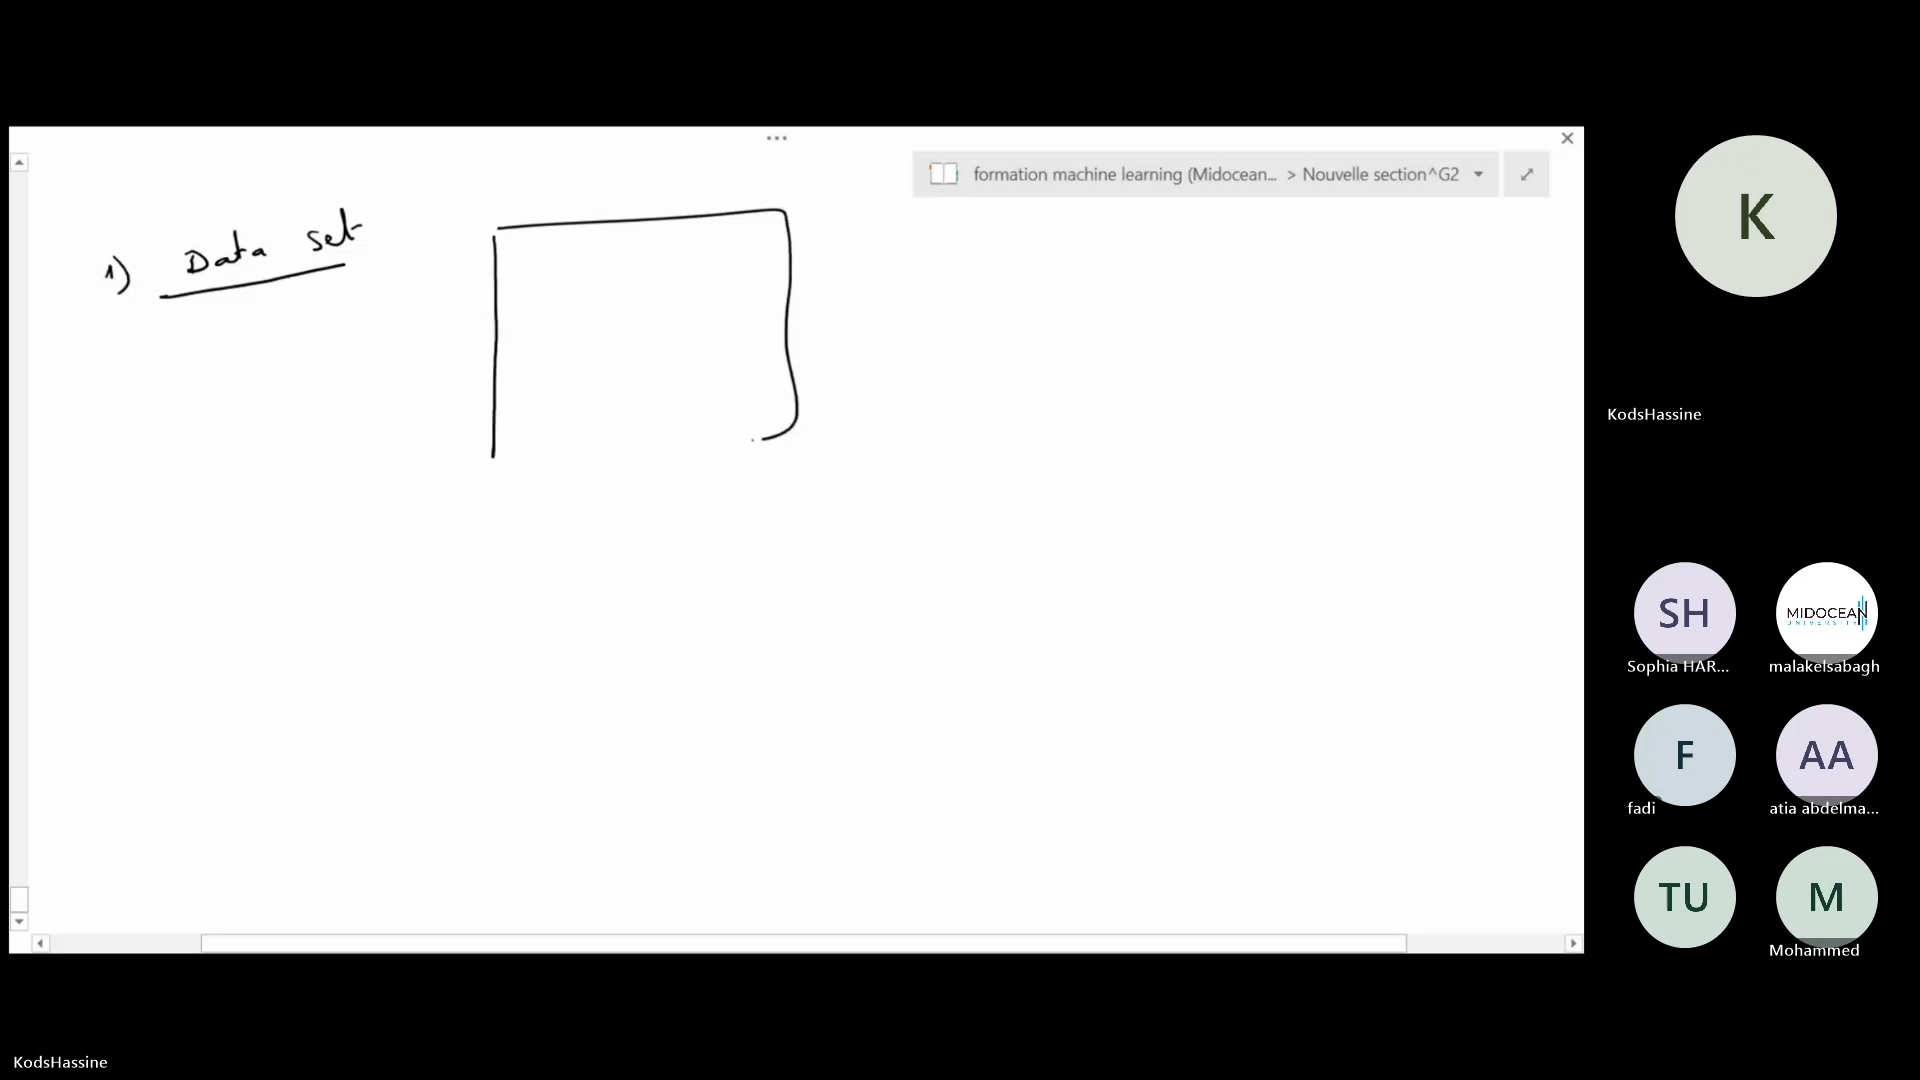 formation machine learning (Midocean... > Nouvelle section^G2
1) Data set
K
KodsHassine
SH
Sophia HAR...
MIDOCEAN
UNIVERSITY
malakelsabagh
F
fadi
AA
atia abdelma...
TU
M
Mohammed
KodsHassine